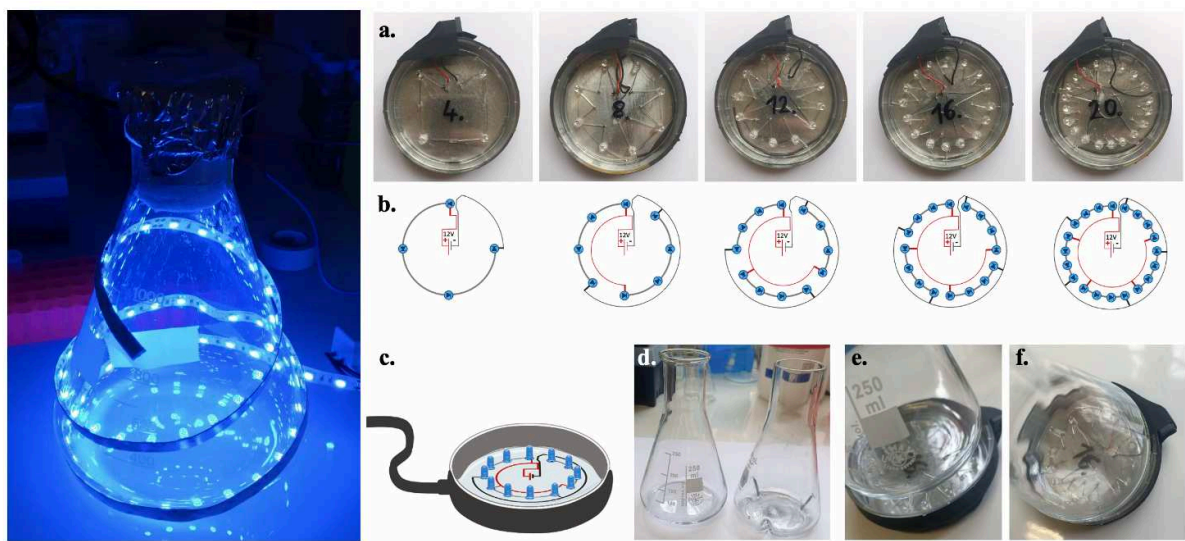 a.
4.
8.
12.
16.
20.
b.
12V
+ -
12V
+ -
12V
+ -
12V
+ -
12V
+ -
c.
d.
250
ml
e.
250
ml
f.